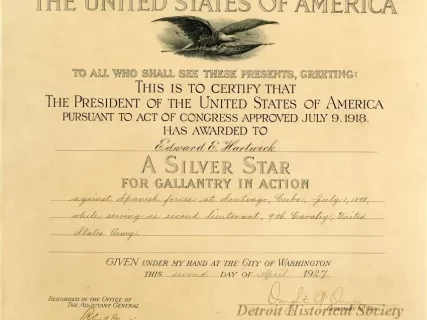 THE UNITED STATES OF AMERICA
TO ALL WHO SHALL SEE THESE PRESENTS, GREETING:
THIS IS TO CERTIFY THAT
THE PRESIDENT OF THE UNITED STATES OF AMERICA
PURSUANT TO ACT OF CONGRESS APPROVED JULY 9, 1918.
HAS AWARDED TO
Edward E. Hartwick
A SILVER STAR
FOR GALLANTRY IN ACTION
against Spanish forces at Santiago, Cuba, July 1, 1898,
while serving as second lieutenant, 9th Cavalry, United
States Army.
GIVEN UNDER MY HAND AT THE CITY OF WASHINGTON
THIS second DAY OF April 1927.
RECORDED IN THE OFFICE OF
THE ADJUTANT GENERAL
Dwight
Detroit Historical Society